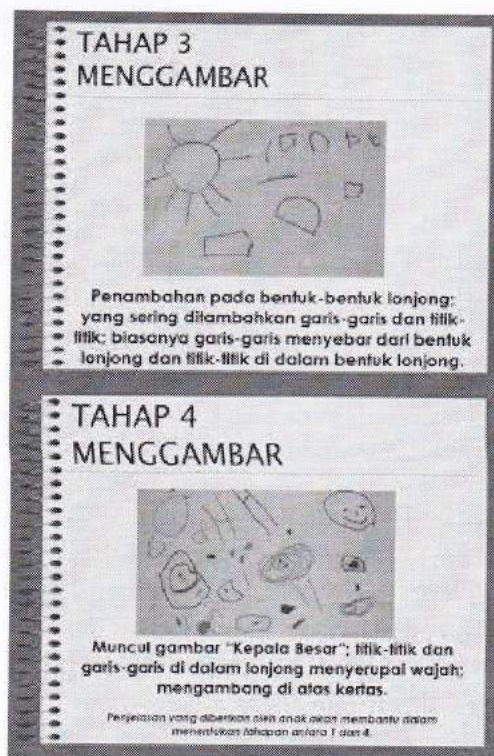 TAHAP 3
MENGGAMBAR
Penambahan pada bentuk-bentuk lonjong;
yang sering ditambahkan garis-garis dan titik-
titik; biasanya garis-garis menyebar dari bentuk
lonjong dan titik-titik di dalam bentuk lonjong.
TAHAP 4
MENGGAMBAR
Muncul gambar "Kepala Besar"; titik-titik dan
garis-garis di dalam lonjong menyerupai wajah;
mengambang di atas kertas.
Penjelasan yang diberikan oleh anak akan membantu dalam
menentukan tahapan antara 1 dan 4.